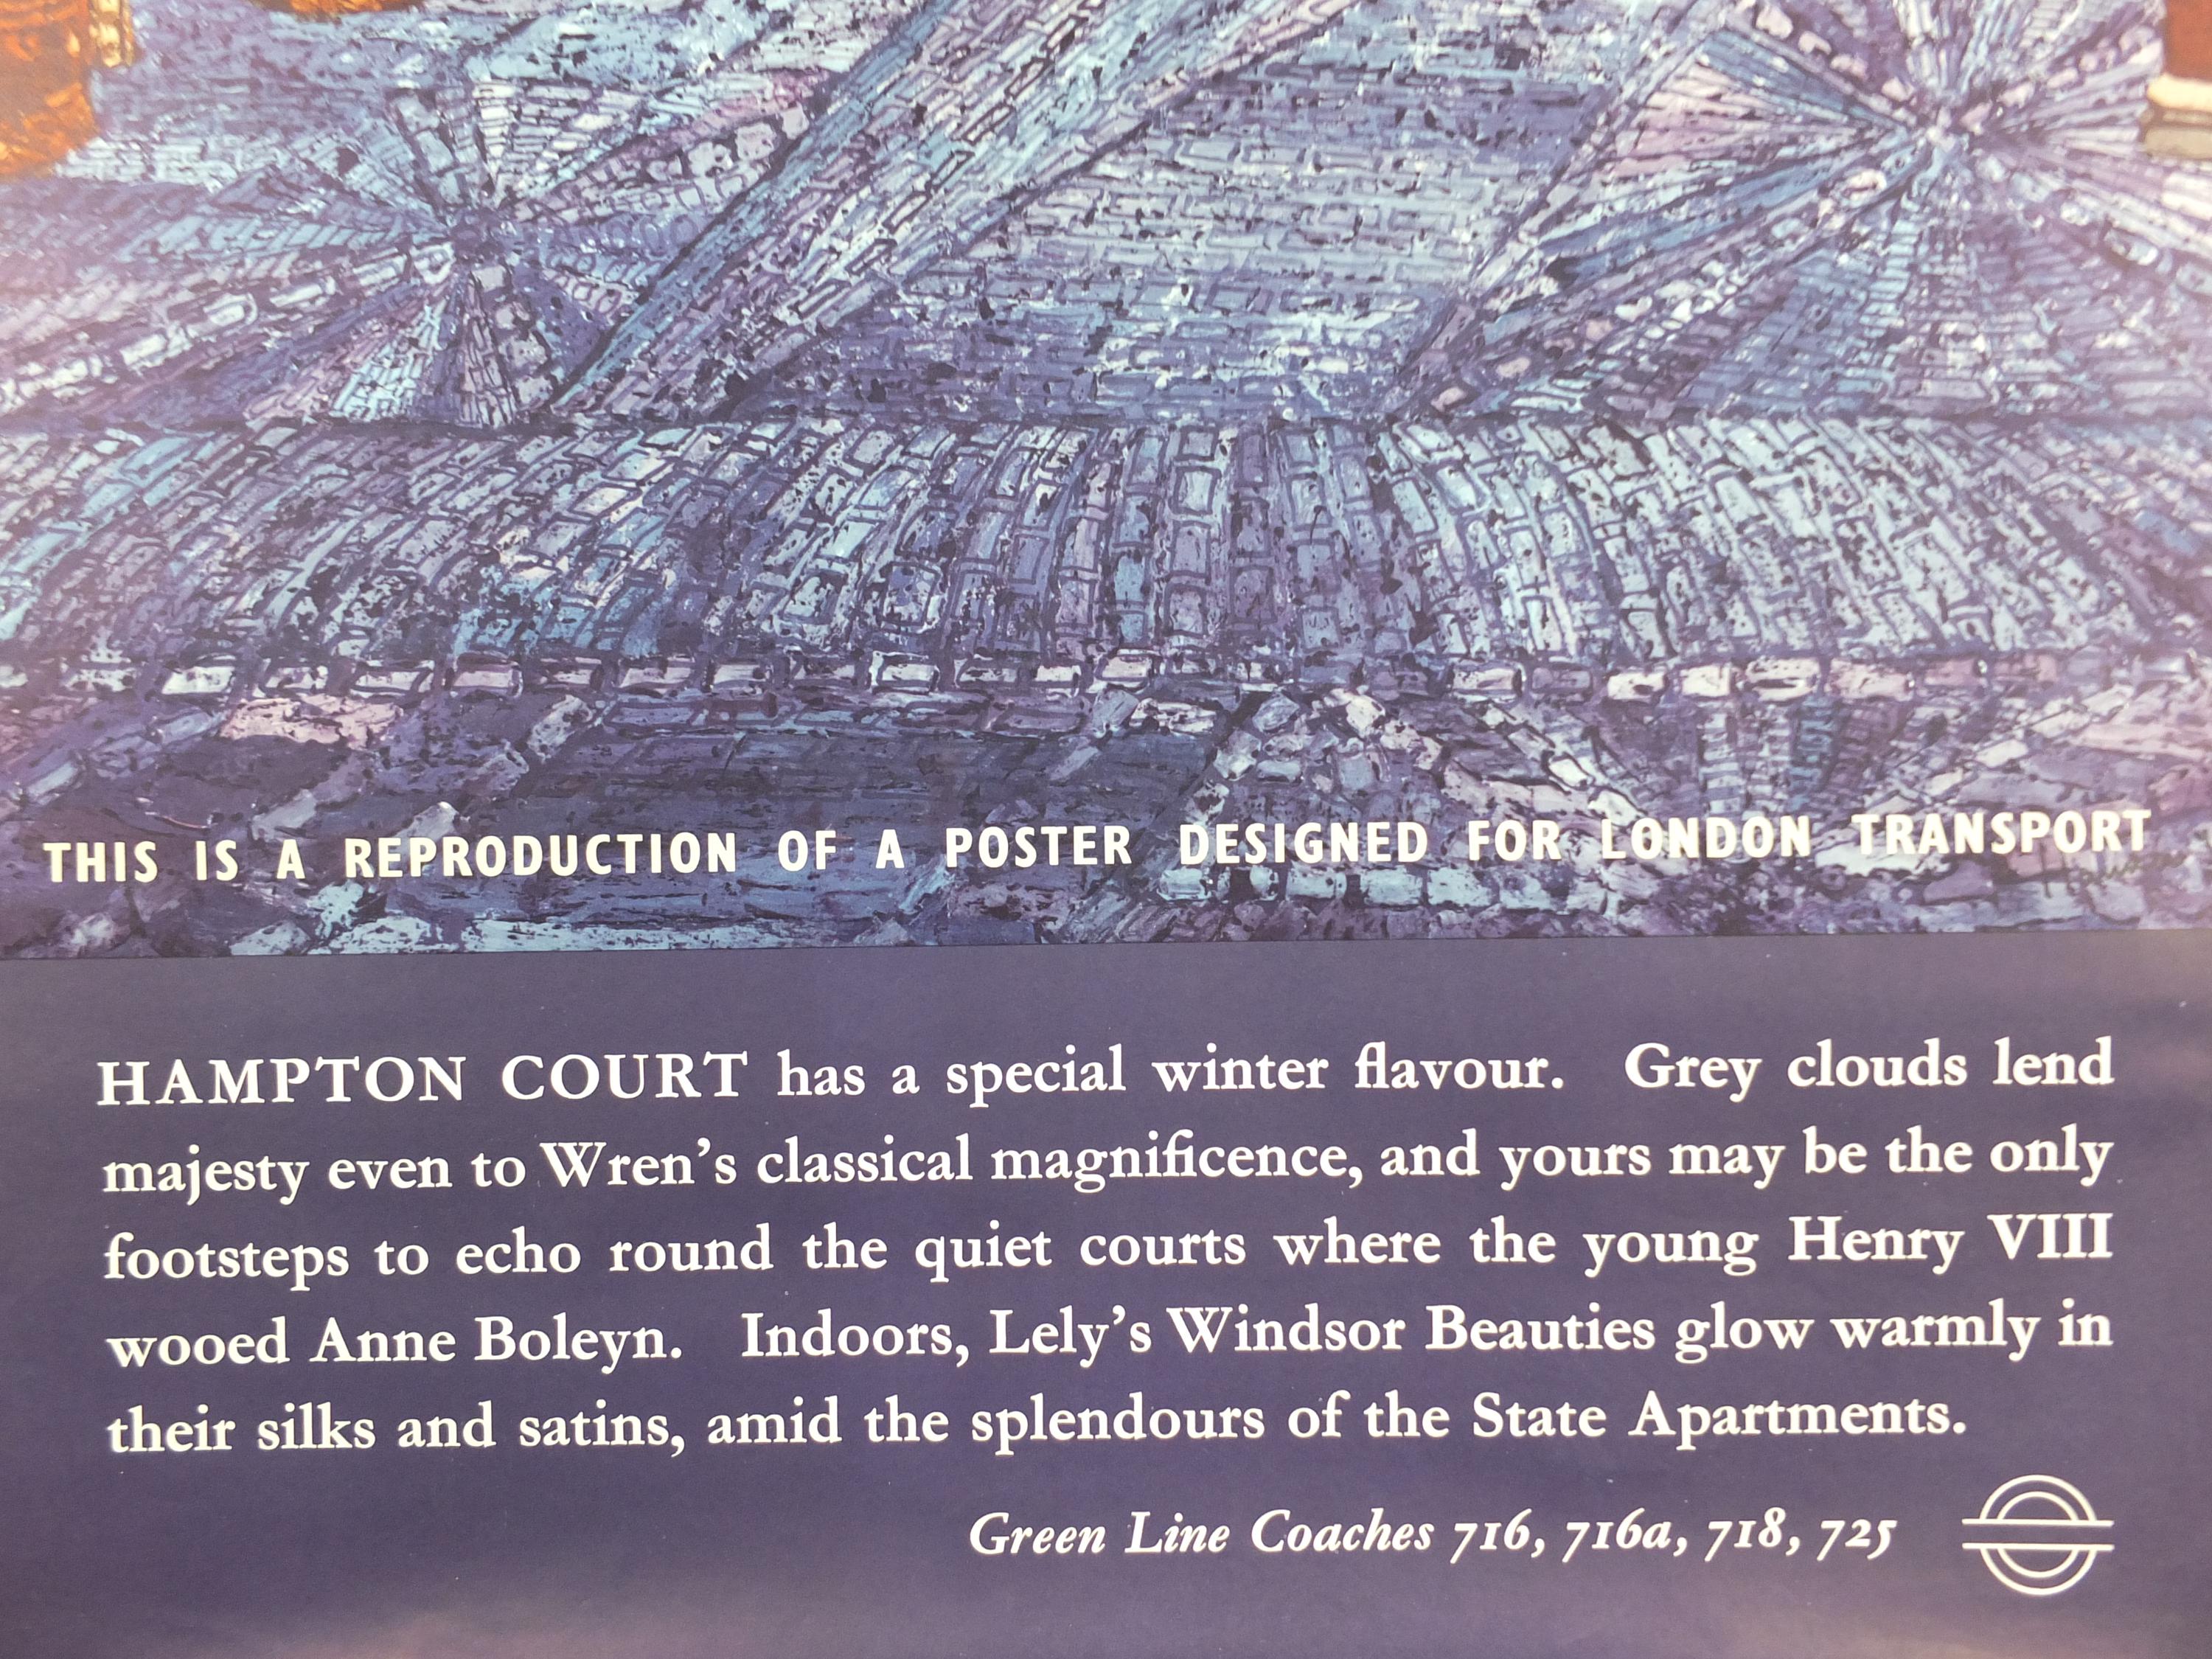 THIS IS A REPRODUCTION OF A POSTER DESIGNED FOR LONDON TRANSPORT
HAMPTON COURT has a special winter flavour. Grey clouds lend
majesty even to Wren's classical magnificence, and yours may be the only
footsteps to echo round the quiet courts where the young Henry VIII
wooed Anne Boleyn. Indoors, Lely's Windsor Beauties glow warmly in
their silks and satins, amid the splendours of the State Apartments.
Green Line Coaches 716, 716a, 718, 725